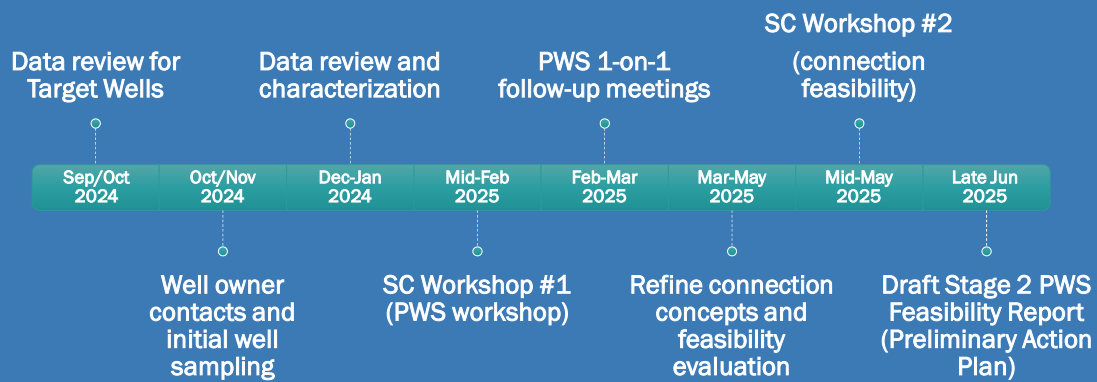 SC Workshop #2
(connection
feasibility)
Data review for
Target Wells
Data review and
characterization
PWS 1-on-1
follow-up meetings
Sep/Oct
2024
Oct/Nov
2024
Dec-Jan
2024
Mid-Feb
2025
Feb-Mar
2025
Mar-May
2025
Mid-May
2025
Late Jun
2025
Well owner
contacts and
initial well
sampling
SC Workshop #1
(PWS workshop)
Refine connection
concepts and
feasibility
evaluation
Draft Stage 2 PWS
Feasibility Report
(Preliminary Action
Plan)